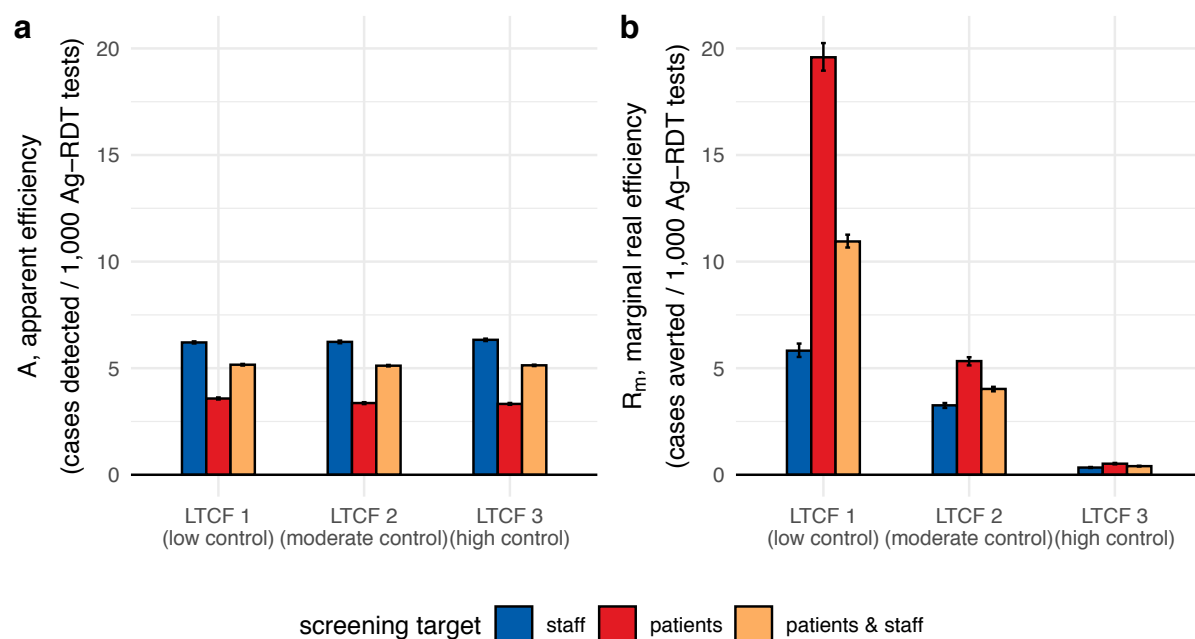 a
A, apparent efficiency
(cases detected / 1,000 Ag−RDT tests)
20
15
10
5
0
LTCF 1
(low control)
LTCF 2
(moderate control)
LTCF 3
(high control)
b
Rm, marginal real efficiency
(cases averted / 1,000 Ag−RDT tests)
20
15
10
5
0
LTCF 1
(low control)
LTCF 2
(moderate control)
LTCF 3
(high control)
screening target staff patients patients & staff